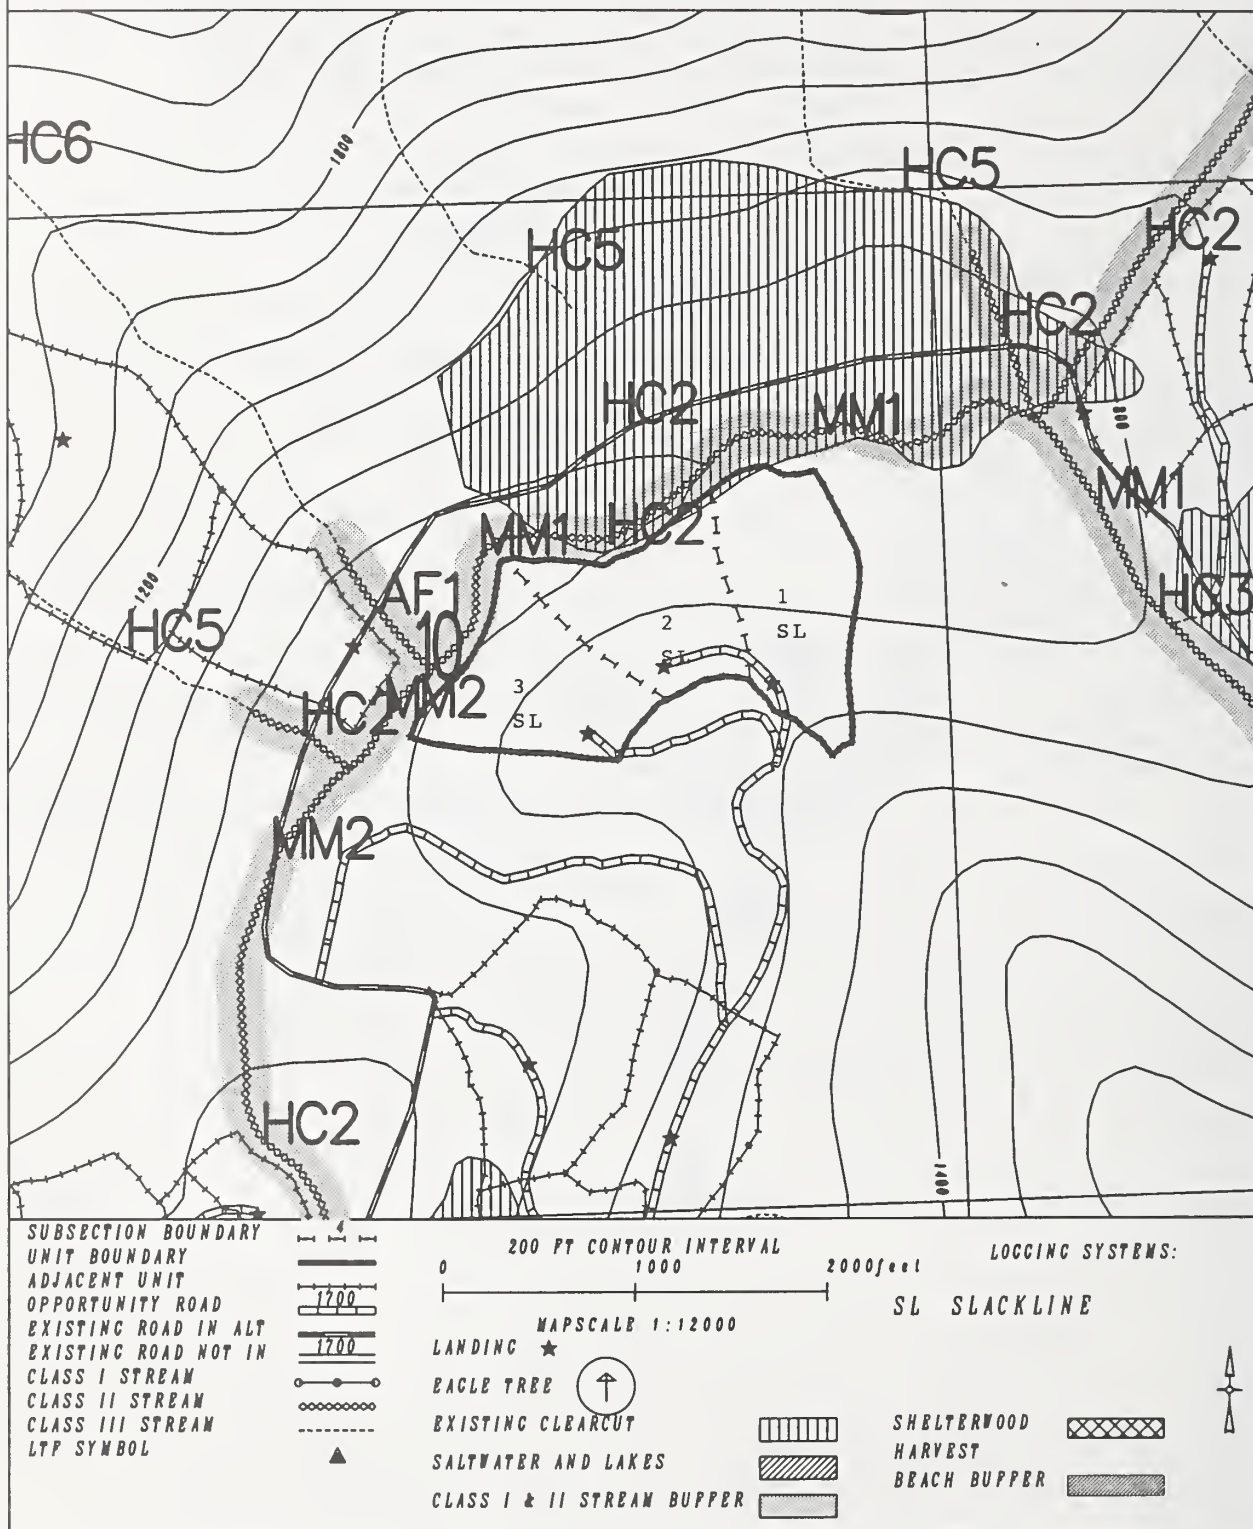 HC6
1800
HC5
HC5
HC2
HC2
HC2
MM1
800
MM1
HC2
MM1
1200
AF1
HC5
10
1
SL
2
SL
HC3
HC2
MM2
3
SL
MM2
HC2
1400
SUBSECTION BOUNDARY 4
UNIT BOUNDARY
ADJACENT UNIT
OPPORTUNITY ROAD 1700
EXISTING ROAD IN ALT
EXISTING ROAD NOT IN 1700
CLASS I STREAM
CLASS II STREAM
CLASS III STREAM
LTF SYMBOL
200 FT CONTOUR INTERVAL
0 1000 2000feet
MAPSCALE 1:12000
LANDING
EAGLE TREE
EXISTING CLEARCUT
SALTWATER AND LAKES
CLASS I & II STREAM BUFFER
LOGGING SYSTEMS:
SL SLACKLINE
SHELTERWOOD
HARVEST
BEACH BUFFER